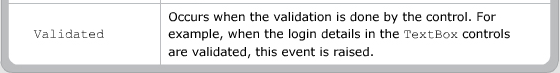 Occurs when the validation is done by the control. For
Validated example, when the login details in the TextBox controls
are validated, this event is raised.